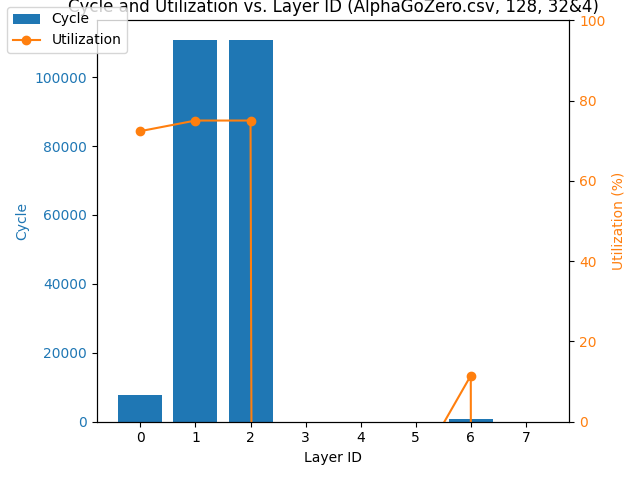 Cycle and Utilization vs. Layer ID (AlphaGoZero.csv, 128, 32&4)
Cycle
Utilization
100000
80000
60000
40000
20000
0
Cycle
100
80
60
40
20
0
Utilization (%)
0 1 2 3 4 5 6 7
Layer ID